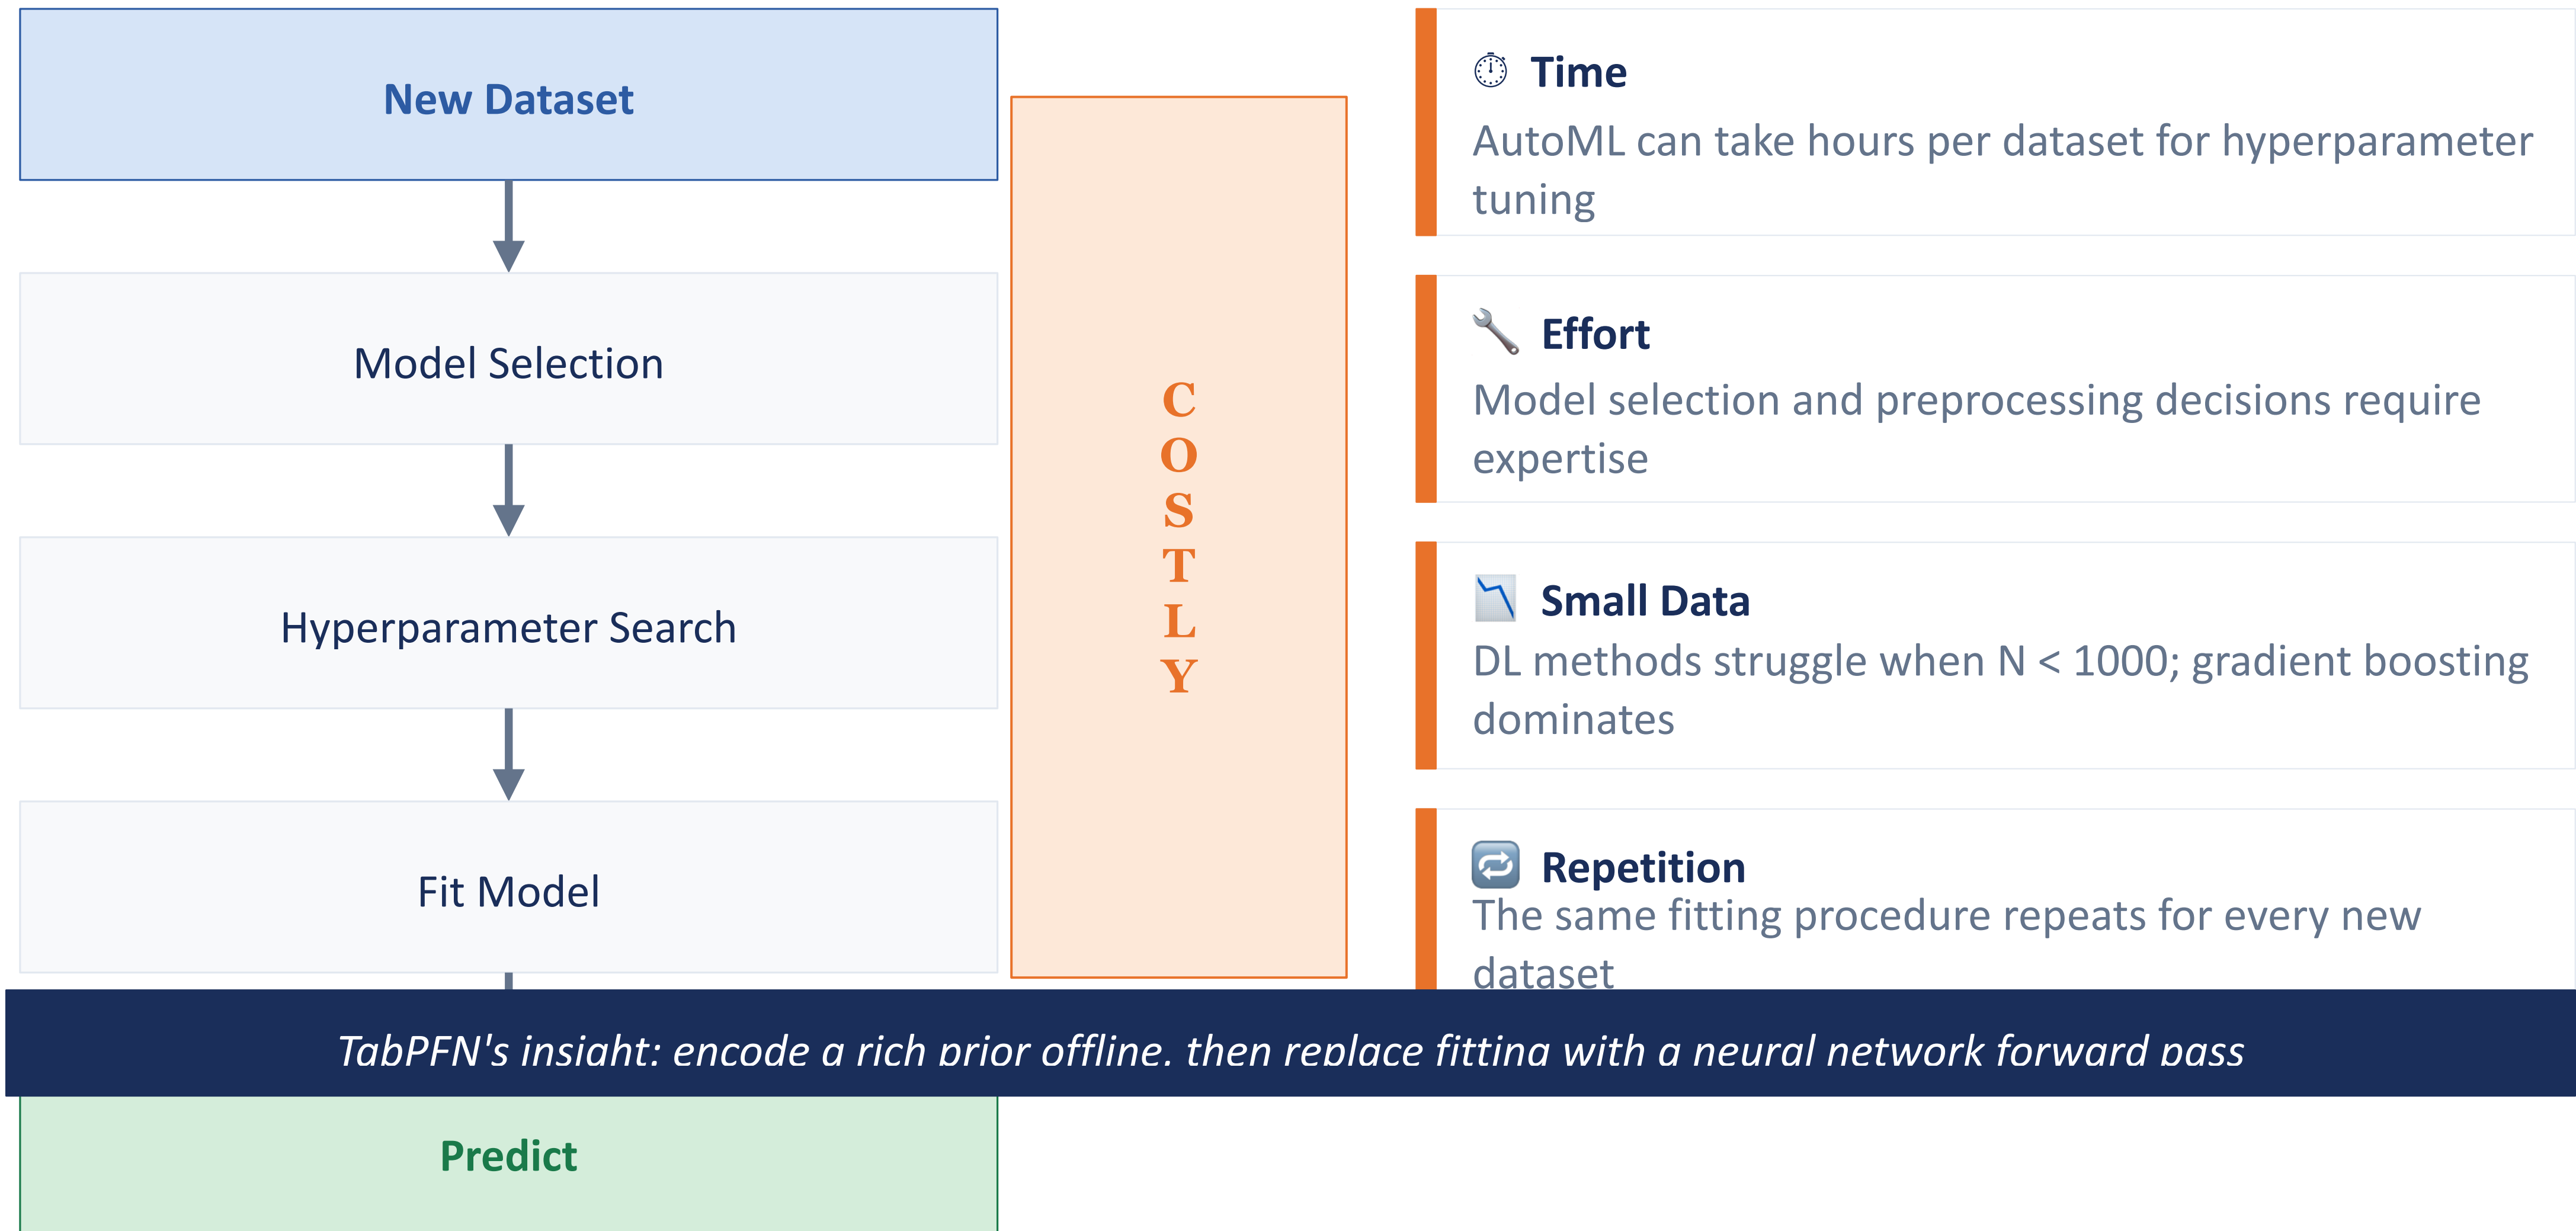 New Dataset
Model Selection
Hyperparameter Search
Fit Model
C
O
S
T
L
Y
Time
AutoML can take hours per dataset for hyperparameter
tuning
Effort
Model selection and preprocessing decisions require
expertise
Small Data
DL methods struggle when N < 1000; gradient boosting
dominates
Repetition
The same fitting procedure repeats for every new
dataset
TabPFN's insight: encode a rich prior offline, then replace fitting with a neural network forward pass
Predict